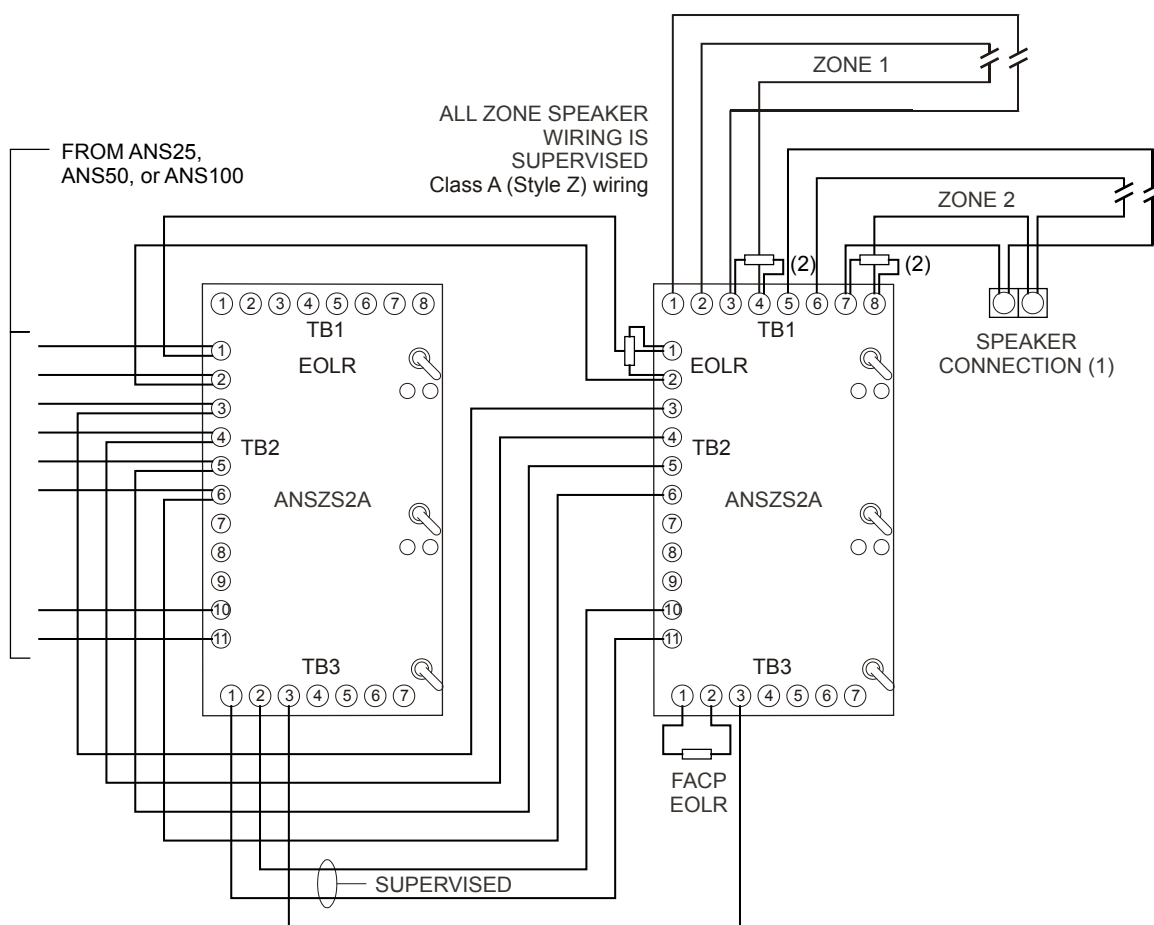 ZONE 1
ALL ZONE SPEAKER
WIRING IS
SUPERVISED
Class A (Style Z) wiring
FROM ANS25,
ANS50, or ANS100
ZONE 2
(2)
(2)
SPEAKER
CONNECTION (1)
1 2 3 4 5 6 7 8
TB1
EOLR
1
2
3
4
5
6
7
8
9
10
11
TB2
ANSZS2A
TB3
1 2 3 4 5 6 7
1 2 3 4 5 6 7 8
TB1
EOLR
1
2
3
4
5
6
7
8
9
10
11
TB2
ANSZS2A
TB3
1 2 3 4 5 6 7
FACP
EOLR
SUPERVISED